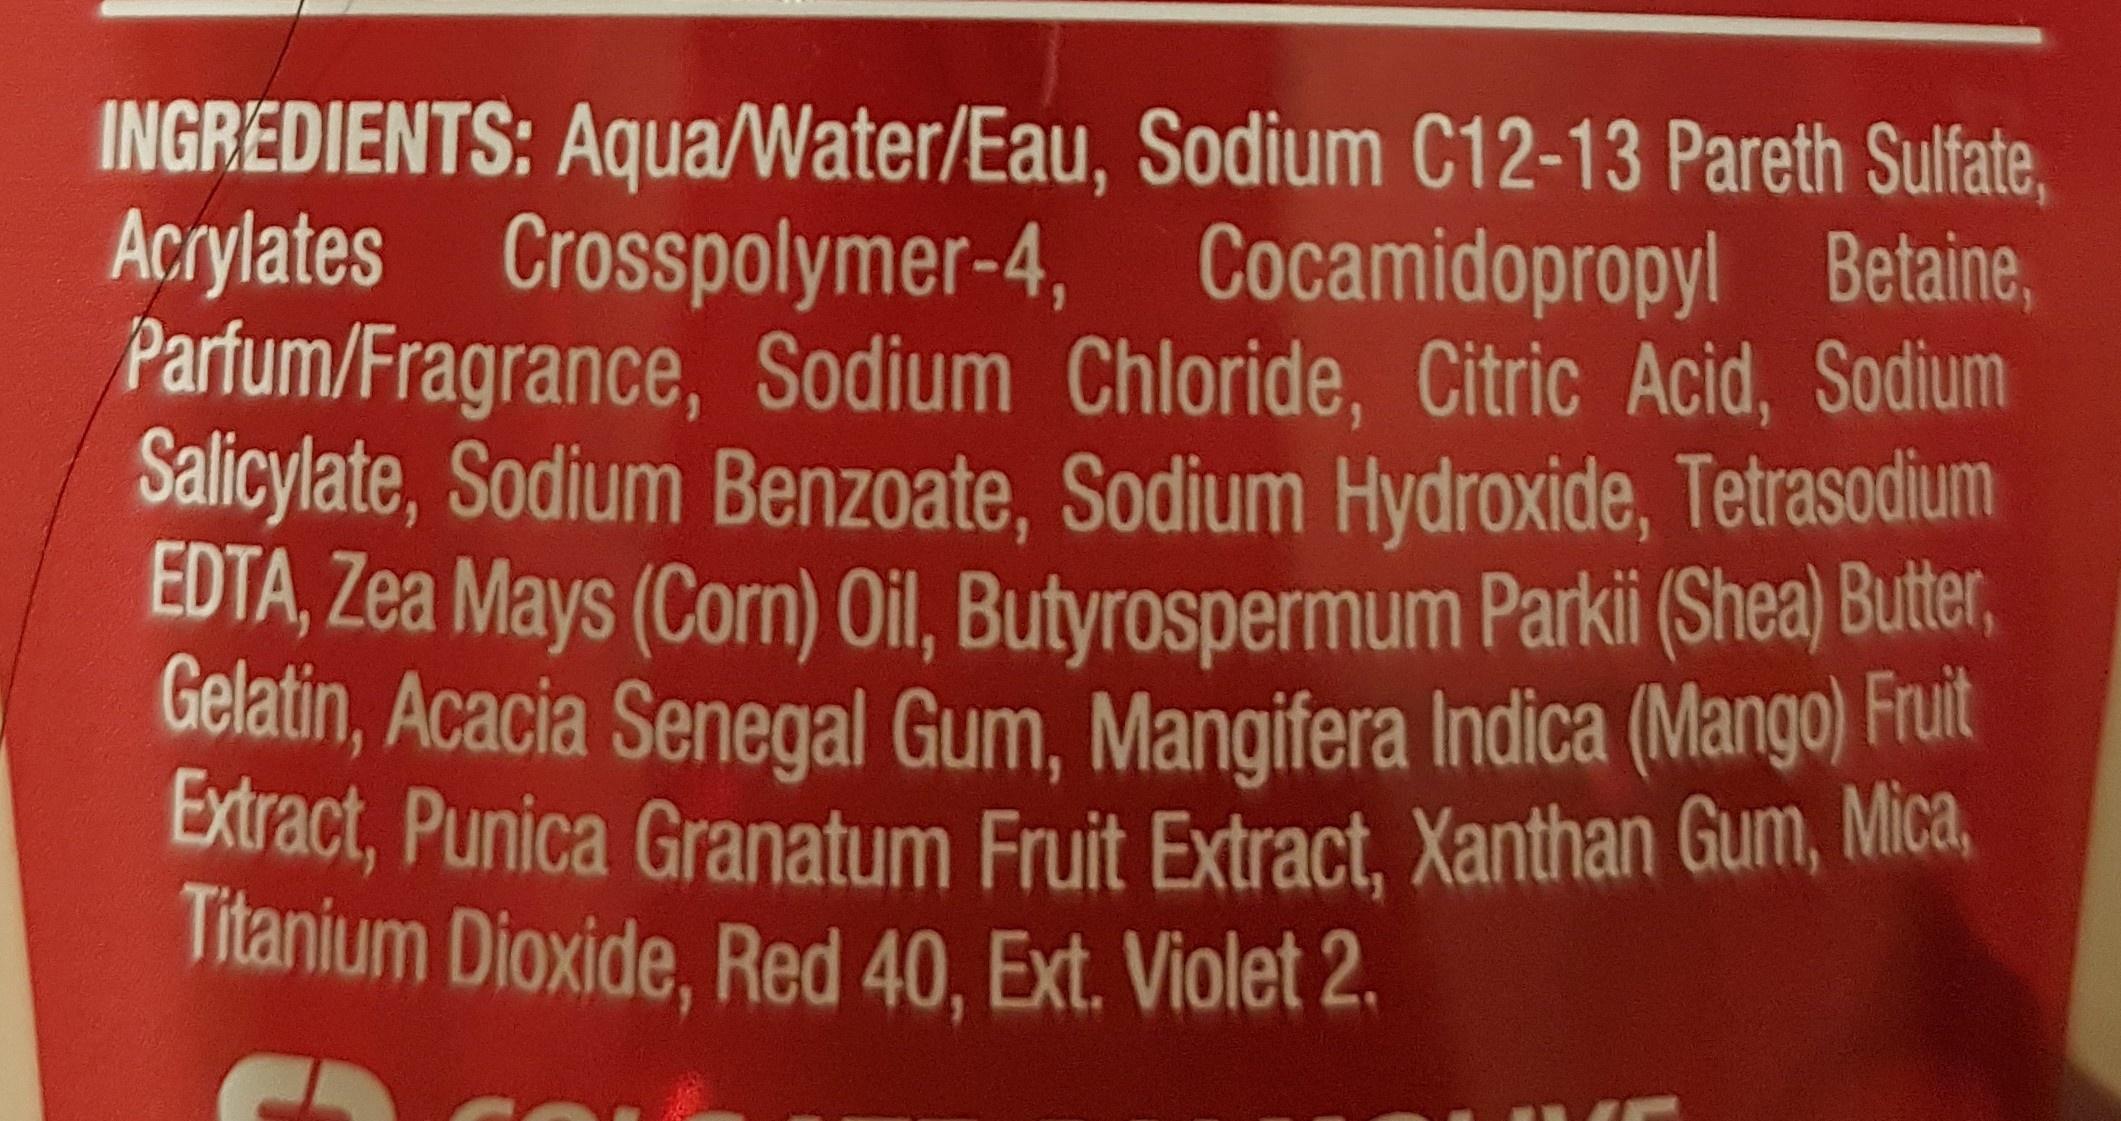 INGREDIENTS: Aqua/Water/Eau, Sodium C12-13 Pareth Sulfate,
Acrylates Crosspolymer-4, Cocamidopropyl Betaine,
Parfum/Fragrance, Sodium Chloride, Citric Acid, Sodium
Salicylate, Sodium Benzoate, Sodium Hydroxide, Tetrasodium
EDTA, Zea Mays (Corn) Oil, Butyrospermum Parkii (Shea) Butter,
Gelatin, Acacia Senegal Gum, Mangifera Indica (Mango) Fruit
Extract, Punica Granatum Fruit Extract, Xanthan Gum, Mica,
Titanium Dioxide, Red 40, Ext. Violet 2.